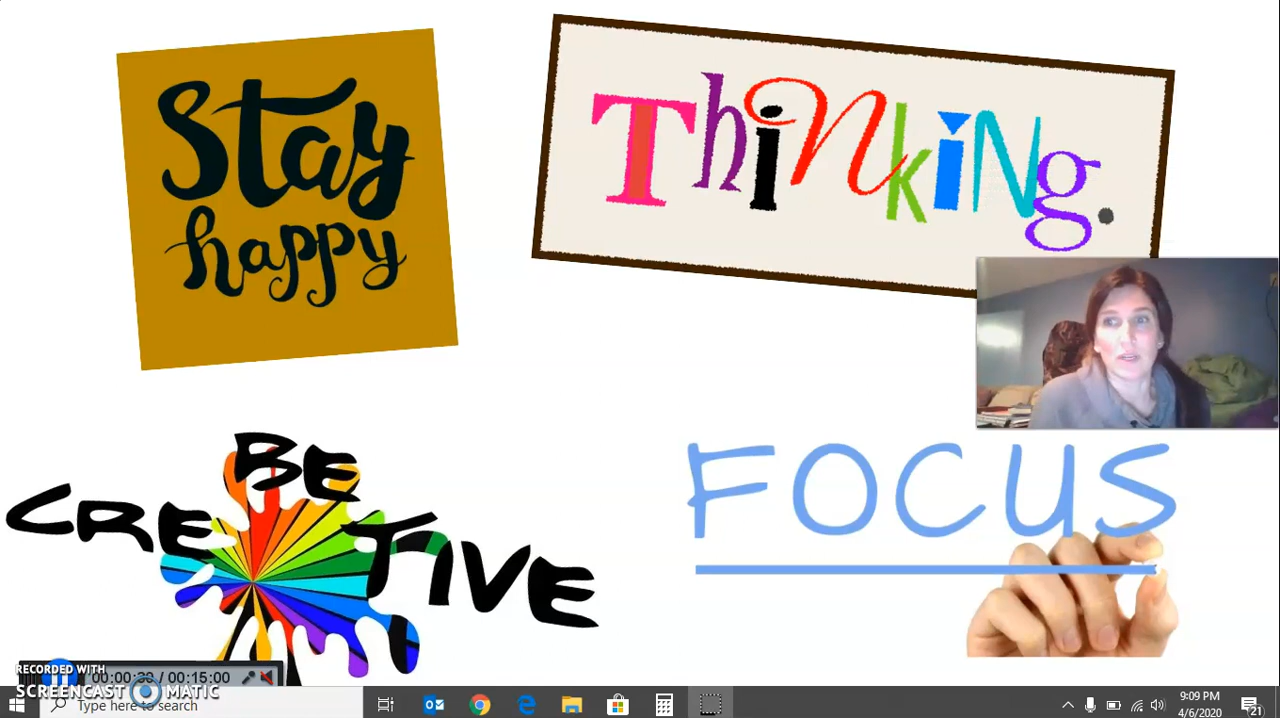 Stay
happy
Thinking.
BE
CREATIVE
FOCUS
RECORDED WITH
SCREENCAST MATIC
00:00:30 / 00:15:00
Type here to search
9:09 PM
4/6/2020
21